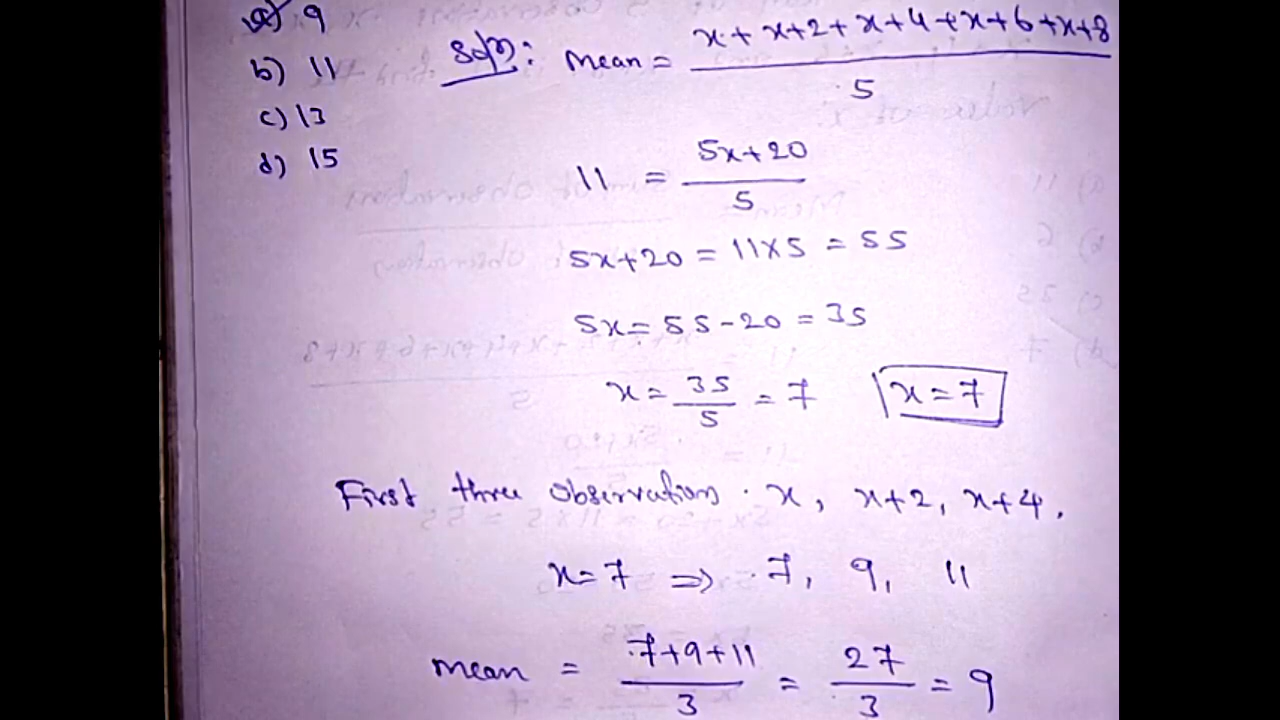 a) 9
b) 11
c) 13
d) 15
Soln: Mean = x + x+2 + x+4 + x+6 + x+8 / 5
11 = 5x+20 / 5
5x+20 = 11×5 = 55
5x = 55-20 = 35
x = 35/5 = 7 x=7
First three observations . x, x+2, x+4.
x=7 ⇒ 7, 9, 11
mean = 7+9+11 / 3 = 27/3 = 9